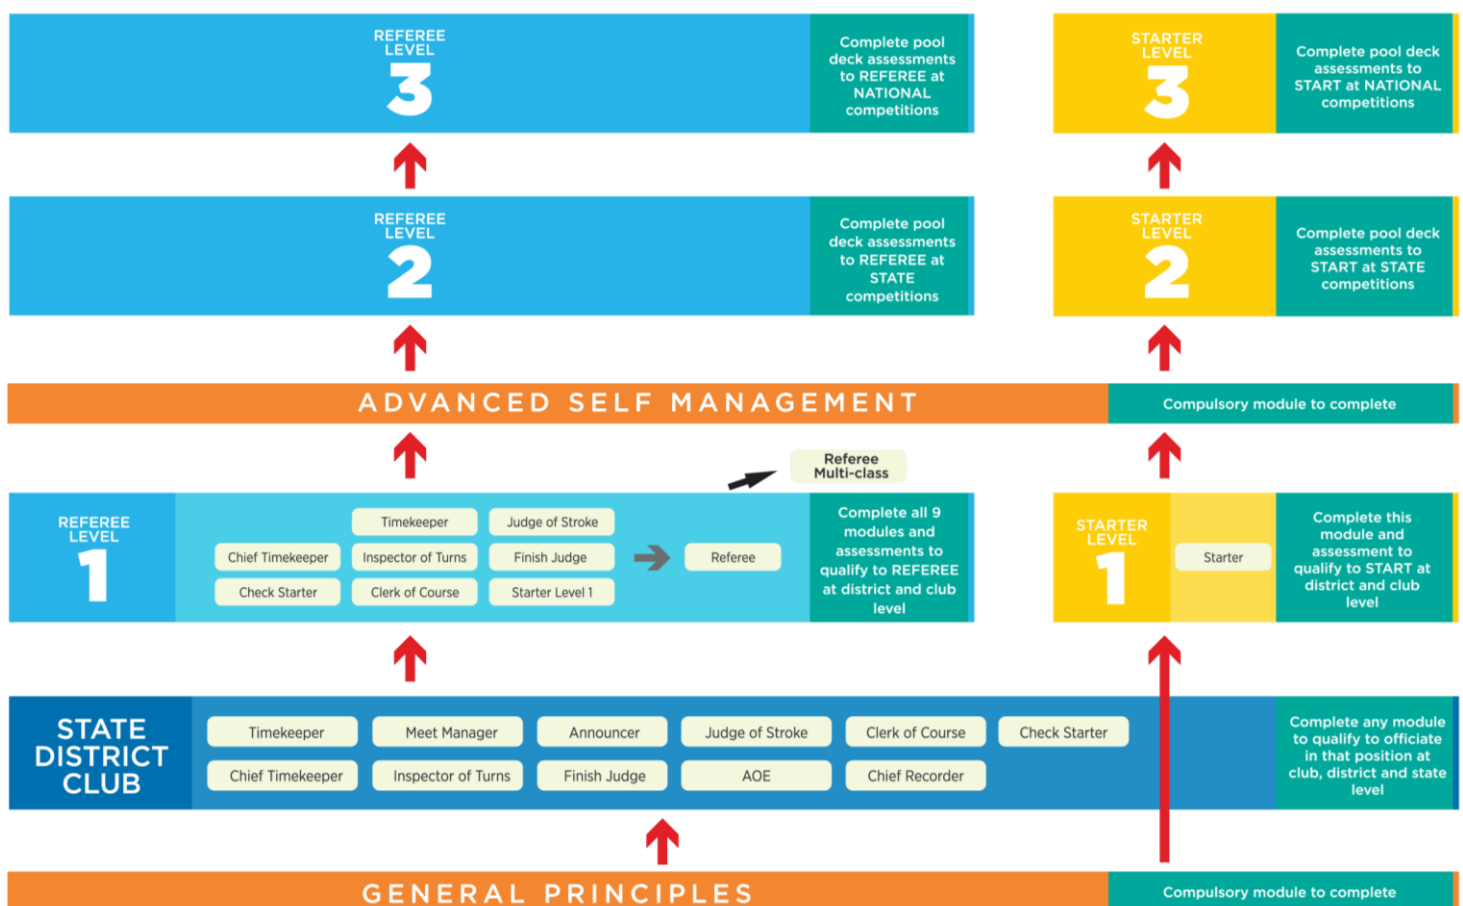 REFEREE
LEVEL
3
Complete pool
deck assessments
to REFEREE at
NATIONAL
competitions
STARTER
LEVEL
3
Complete pool deck
assessments to
START at NATIONAL
competitions
REFEREE
LEVEL
2
Complete pool
deck assessments
to REFEREE at
STATE
competitions
STARTER
LEVEL
2
Complete pool deck
assessments to
START at STATE
competitions
ADVANCED SELF MANAGEMENT
Compulsory module to complete
Referee
Multi-class
REFEREE
LEVEL
1
Timekeeper
Judge of Stroke
Chief Timekeeper
Inspector of Turns
Finish Judge
Referee
Check Starter
Clerk of Course
Starter Level 1
Complete all 9
modules and
assessments to
qualify to REFEREE
at district and club
level
STARTER
LEVEL
1
Starter
Complete this
module and
assessment to
qualify to START at
district and club
level
STATE
DISTRICT
CLUB
Timekeeper
Meet Manager
Announcer
Judge of Stroke
Clerk of Course
Check Starter
Chief Timekeeper
Inspector of Turns
Finish Judge
AOE
Chief Recorder
Complete any module
to qualify to officiate
in that position at
club, district and state
level
GENERAL PRINCIPLES
Compulsory module to complete